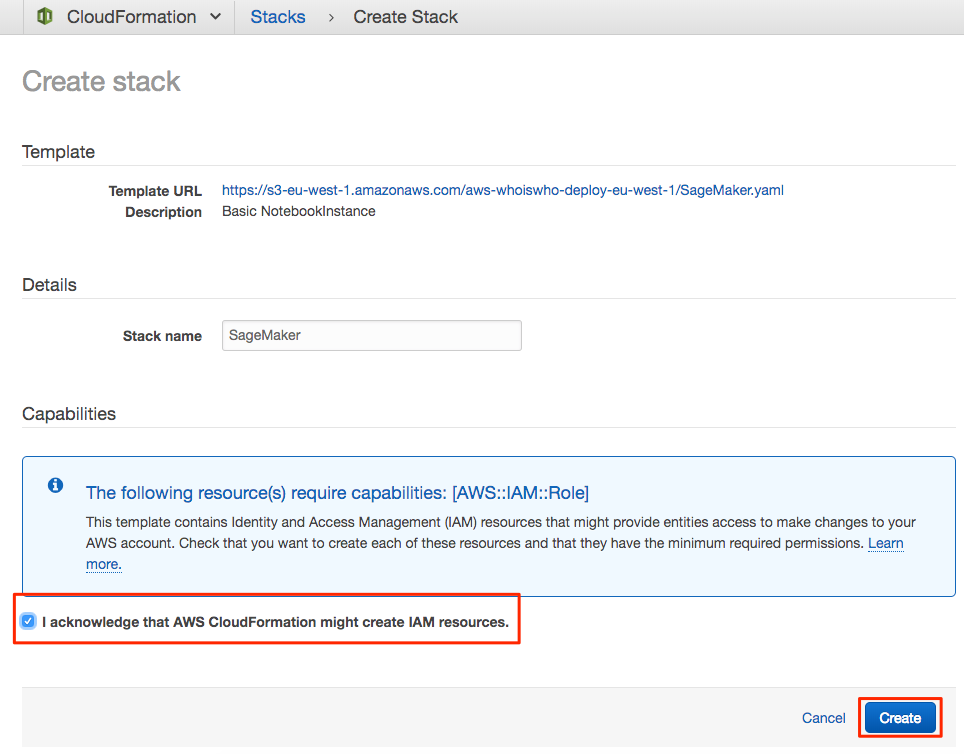 CloudFormation Stacks > Create Stack
Create stack
Template
Template URL https://s3-eu-west-1.amazonaws.com/aws-whoiswho-deploy-eu-west-1/SageMaker.yaml
Description Basic NotebookInstance
Details
Stack name SageMaker
Capabilities
The following resource(s) require capabilities: [AWS::IAM::Role]
This template contains Identity and Access Management (IAM) resources that might provide entities access to make changes to your
AWS account. Check that you want to create each of these resources and that they have the minimum required permissions. Learn
more.
I acknowledge that AWS CloudFormation might create IAM resources.
Cancel Create